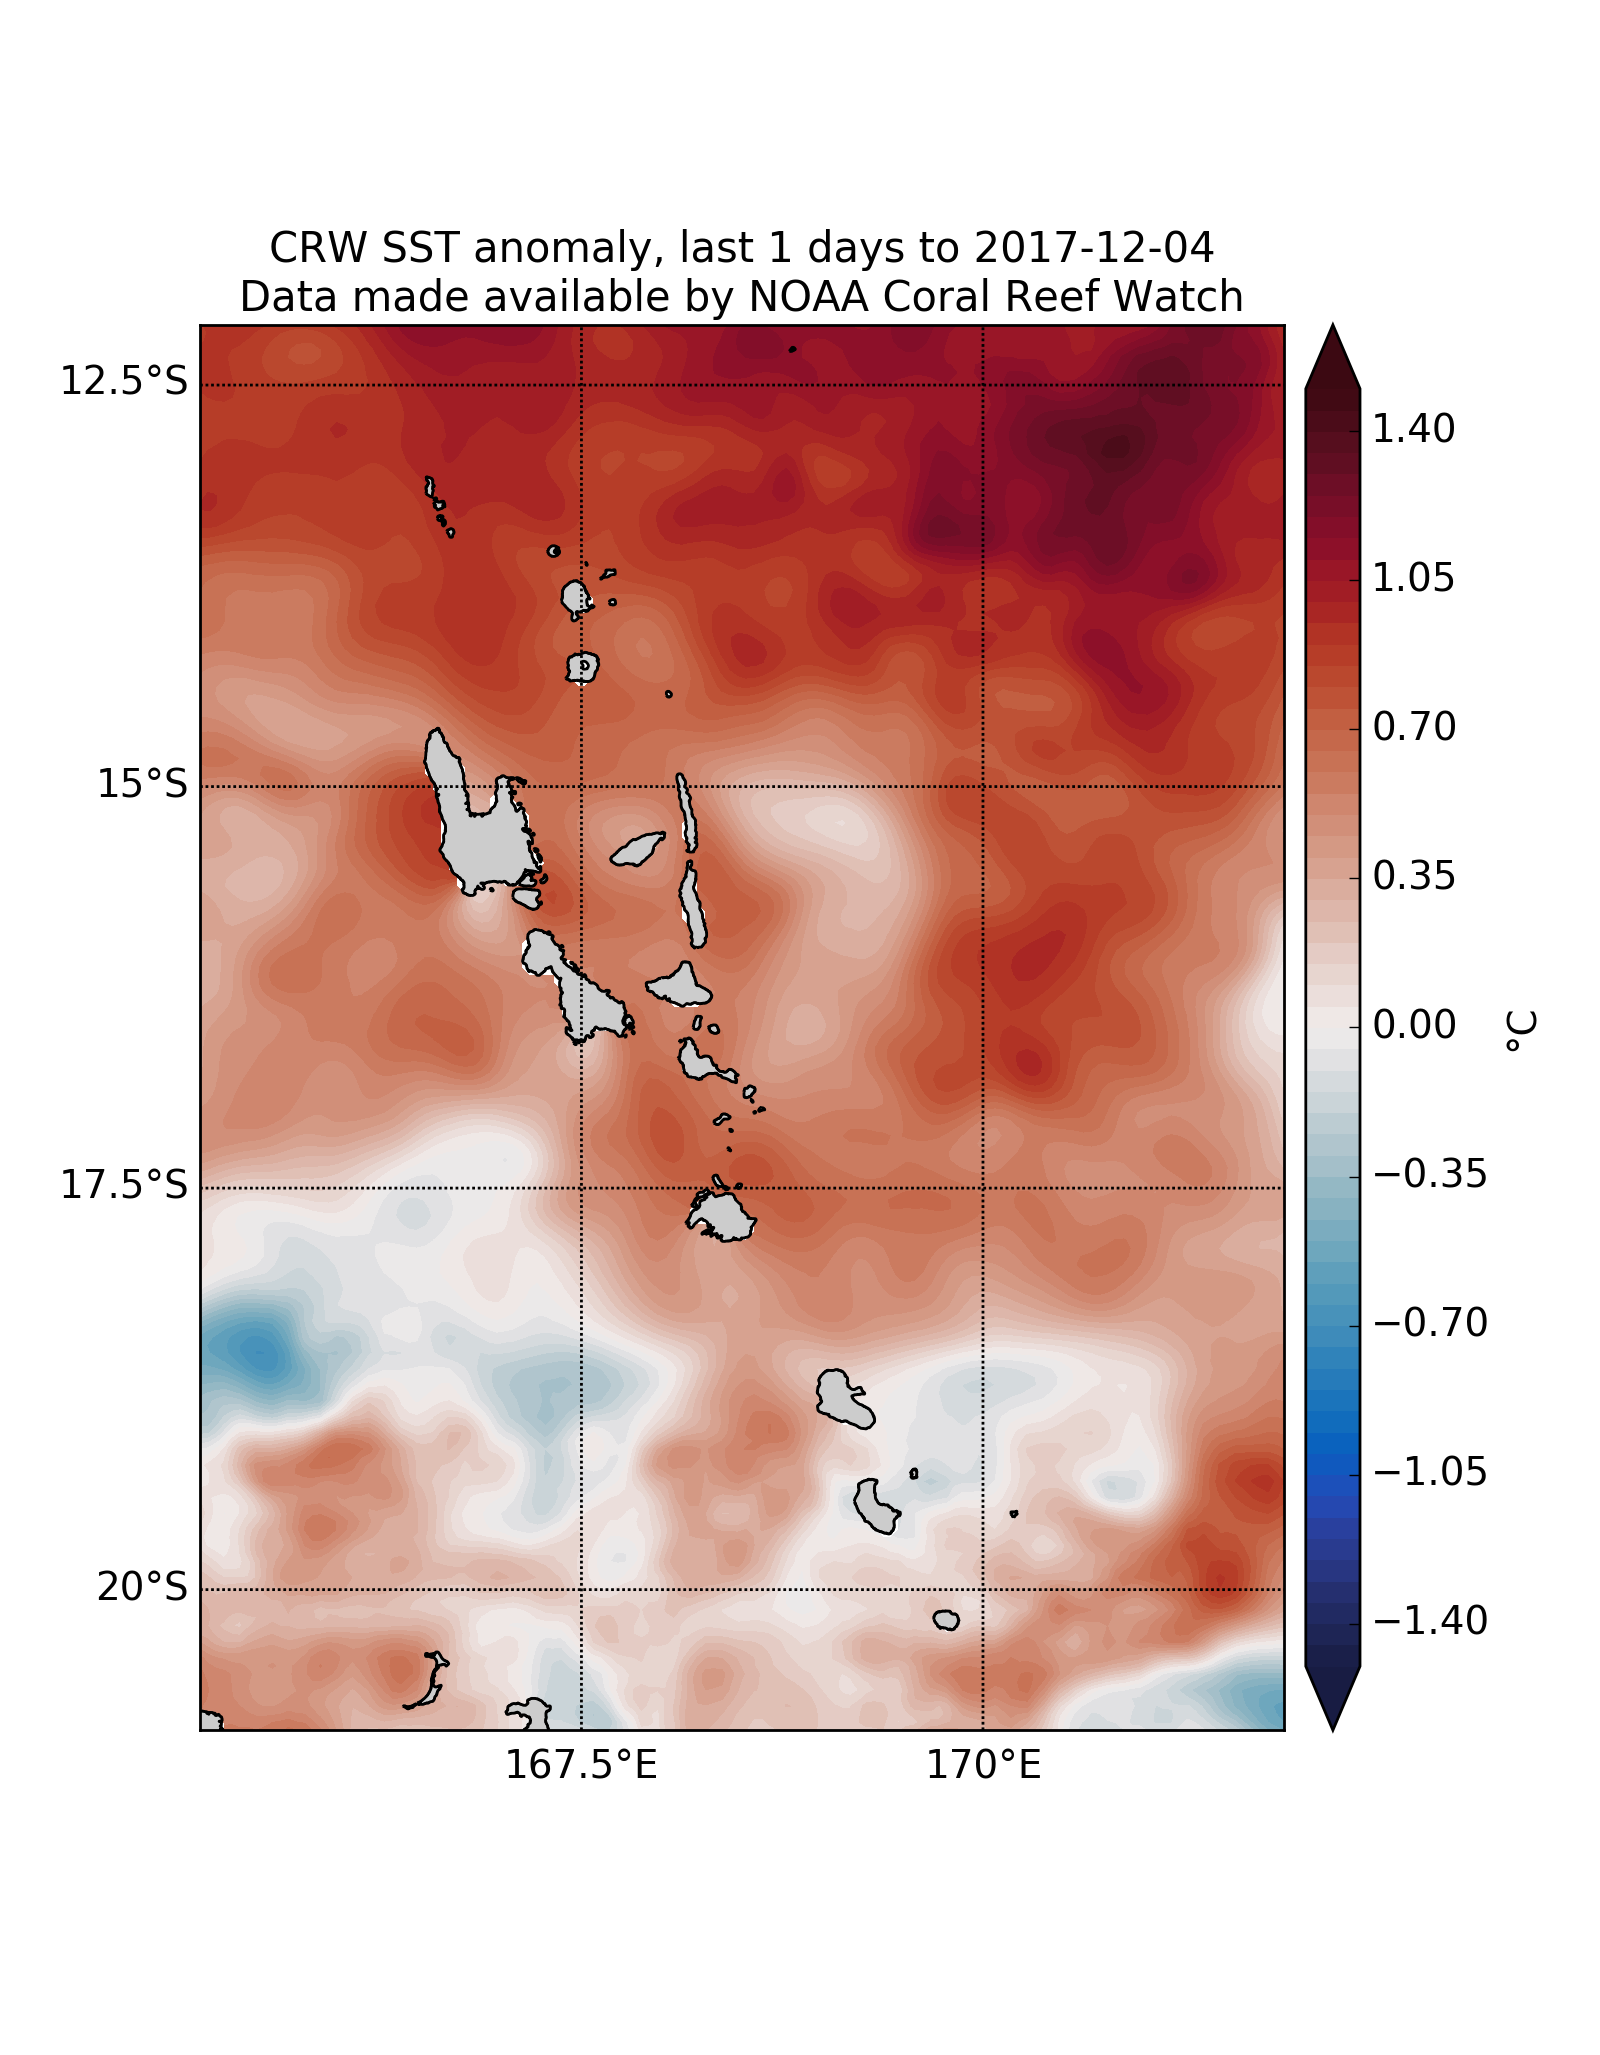 CRW SST anomaly, last 1 days to 2017-12-04
Data made available by NOAA Coral Reef Watch
12.5°S
15°S
17.5°S
20°S
167.5°E
170°E
1.40
1.05
0.70
0.35
0.00
−0.35
−0.70
−1.05
−1.40
°C